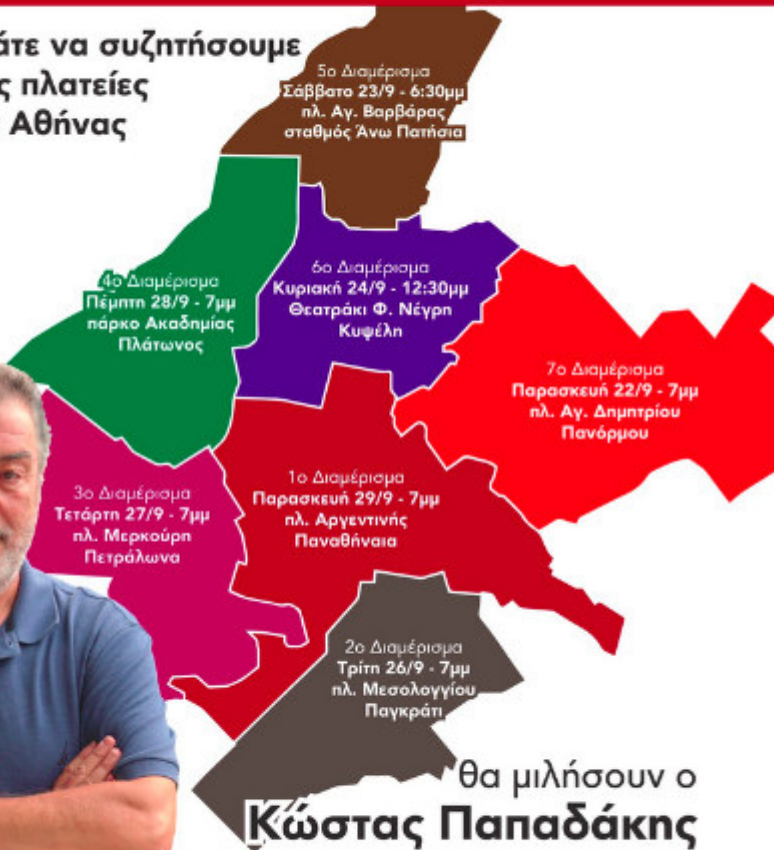 άτε να συζητήσουμε
ς πλατείες
Αθήνας
5ο Διαμέρισμα
Σάββατο 23/9 - 6:30μμ
πλ. Αγ. Βαρβάρας
σταθμός Άνω Πατήσια
4ο Διαμέρισμα
Πέμπτη 28/9 - 7μμ
πάρκο Ακαδημίας
Πλάτωνος
6ο Διαμέρισμα
Κυριακή 24/9 - 12:30μμ
Θεατράκι Φ. Νέγρη
Κυψέλη
7ο Διαμέρισμα
Παρασκευή 22/9 - 7μμ
πλ. Αγ. Δημητρίου
Πανόρμου
3ο Διαμέρισμα
Τετάρτη 27/9 - 7μμ
πλ. Μερκούρη
Πετράλωνα
1ο Διαμέρισμα
Παρασκευή 29/9 - 7μμ
πλ. Αργεντινής
Παναθήναια
2ο Διαμέρισμα
Τρίτη 26/9 - 7μμ
πλ. Μεσολογγίου
Παγκράτι
θα μιλήσουν ο
Κώστας Παπαδάκης